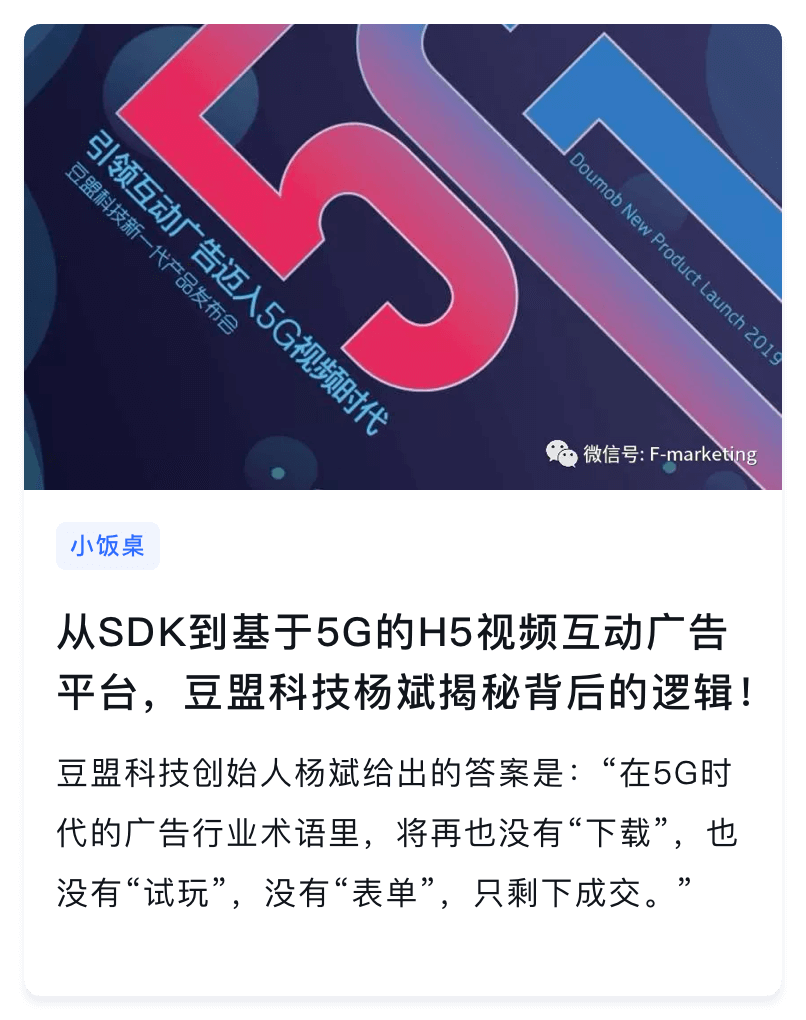 5G
引领互动广告迈入5G视频时代
豆盟科技新一代产品发布会
Doumob New Product Launch 2019
微信号: F-marketing
小饭桌
从SDK到基于5G的H5视频互动广告
平台，豆盟科技杨斌揭秘背后的逻辑！
豆盟科技创始人杨斌给出的答案是：“在5G时
代的广告行业术语里，将再也没有“下载”，也
没有“试玩”，没有“表单”，只剩下成交。”